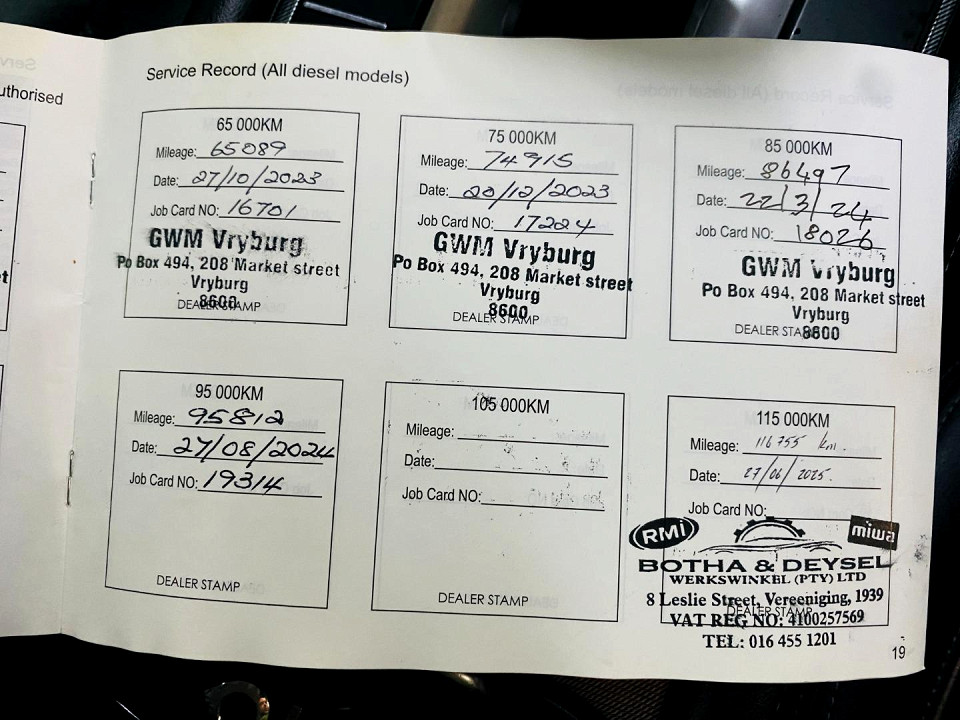 uthorised
Service Record (All diesel models)
65 000KM
Mileage: 65089
Date: 27/10/2023
Job Card NO: 16701
GWM Vryburg
Po Box 494, 208 Market street
Vryburg
8600
DEALER STAMP
75 000KM
Mileage: 74915
Date: 20/12/2023
Job Card NO: 17224
GWM Vryburg
Po Box 494, 208 Market street
Vryburg
8600
DEALER STAMP
85 000KM
Mileage: 86497
Date: 22/3/24
Job Card NO: 18026
GWM Vryburg
Po Box 494, 208 Market street
Vryburg
8600
DEALER STAMP
95 000KM
Mileage: 95812
Date: 27/08/2024
Job Card NO: 19314
DEALER STAMP
105 000KM
Mileage:
Date:
Job Card NO:
DEALER STAMP
115 000KM
Mileage: 116755 km.
Date: 27/06/2025.
Job Card NO:
RMi
miwa
BOTHA & DEYSEL
WERKSWINKEL (PTY) LTD
8 Leslie Street, Vereeniging, 1939
DEALER STAMP
VAT REG NO: 4100257569
TEL: 016 455 1201
19